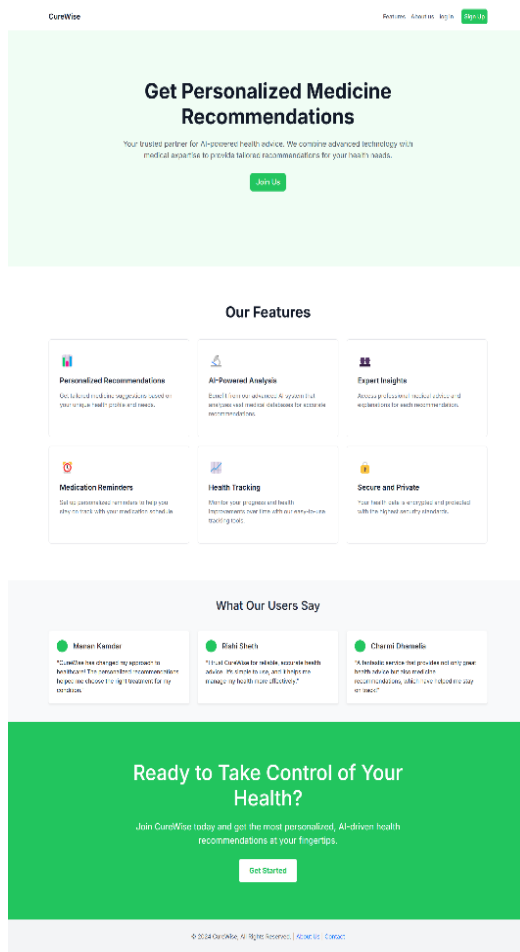 CureWise
Features About us log in Sign Up
Get Personalized Medicine
Recommendations
Your trusted partner for AI-powered health advice. We combine advanced technology with
medical expertise to provide tailored recommendations for your health needs.
Join Us
Our Features
Personalized Recommendations
Get tailored medicine suggestions based on
your unique health profile and needs.
AI-Powered Analysis
Benefit from our advanced AI system that
analyzes vast medical databases for accurate
recommendations.
Expert Insights
Access professional medical advice and
explanations for each recommendation.
Medication Reminders
Set up personalized reminders to help you
stay on track with your medication schedule.
Health Tracking
Monitor your progress and health
improvements over time with our easy-to-use
tracking tools.
Secure and Private
Your health data is encrypted and protected
with the highest security standards.
What Our Users Say
Manan Kamdar
"CureWise has changed my approach to
healthcare! The personalized recommendations
helped me choose the right treatment for my
condition.
Rishi Sheth
"I trust CureWise for reliable, accurate health
advice. It's simple to use, and it helps me
manage my health more effectively."
Charmi Dhamelia
"A fantastic service that provides not only great
health advice but also medicine
recommendations, which have helped me stay
on track."
Ready to Take Control of Your
Health?
Join CureWise today and get the most personalized, AI-driven health
recommendations at your fingertips.
Get Started
© 2024 CureWise, All Rights Reserved. | About Us | Contact